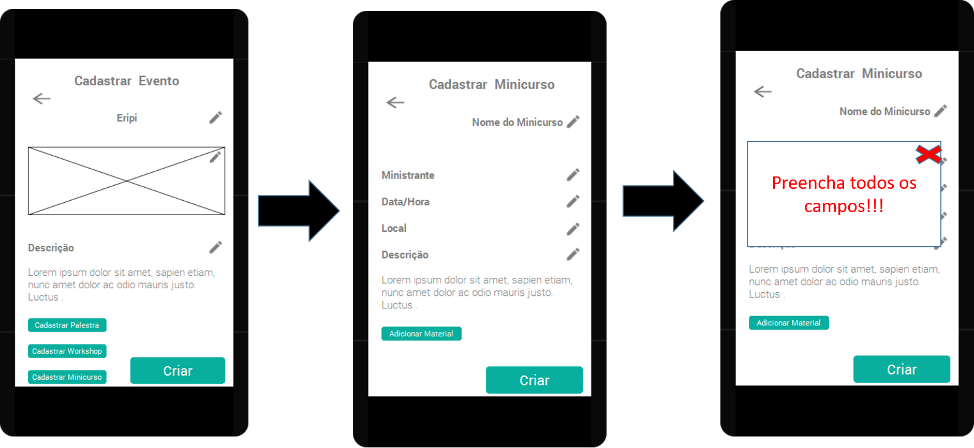 Cadastrar Evento
Eripi
Descrição
Lorem ipsum dolor sit amet, sapien etiam,
nunc amet dolor ac odio mauris justo.
Luctus .
Cadastrar Palestra
Cadastrar Workshop
Cadastrar Minicurso
Criar
Cadastrar Minicurso
Nome do Minicurso
Ministrante
Data/Hora
Local
Descrição
Lorem ipsum dolor sit amet, sapien etiam,
nunc amet dolor ac odio mauris justo.
Luctus .
Adicionar Material
Criar
Cadastrar Minicurso
Nome do Minicurso
Preencha todos os
campos!!!
Lorem ipsum dolor sit amet, sapien etiam,
nunc amet dolor ac odio mauris justo.
Luctus .
Adicionar Material
Criar